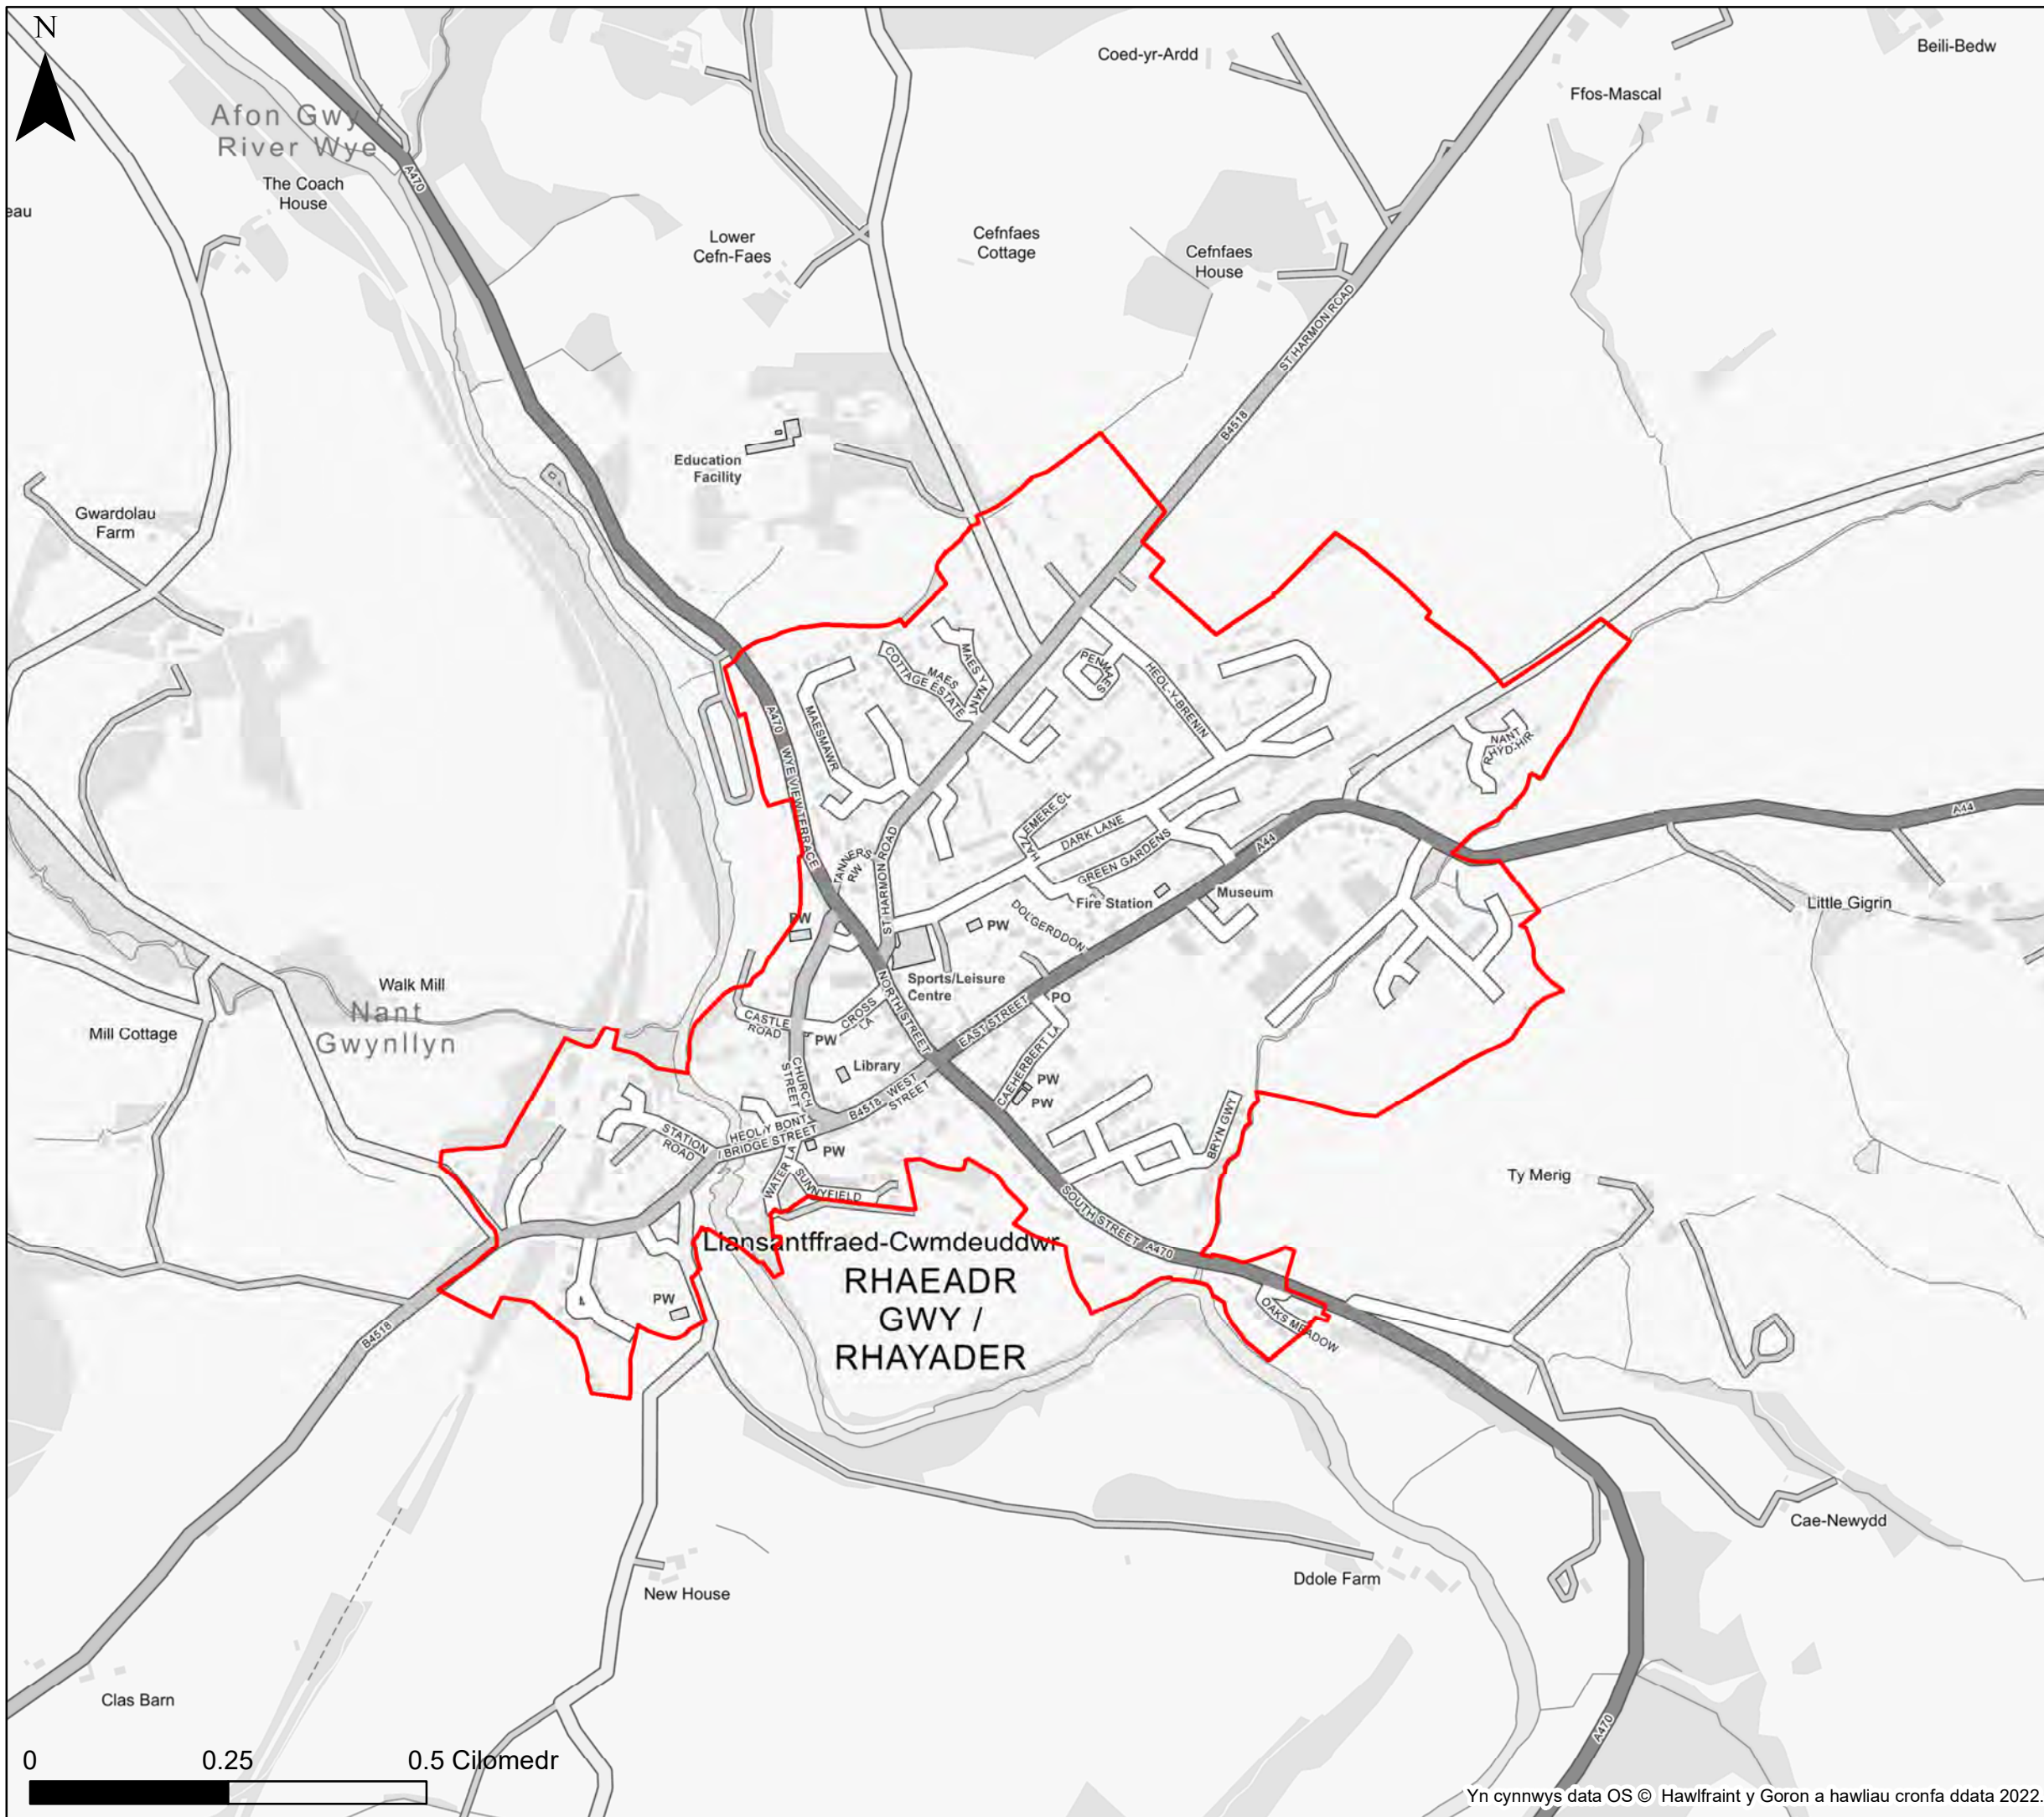 N
Coed-yr-Ardd
Beili-Bedw
Ffos-Mascal
Afon Gwy /
River Wye
A470
The Coach
House
eau
Lower
Cefn-Faes
Cefnfaes
Cottage
Cefnfaes
House
ST HARMON ROAD
B4518
Education
Facility
Gwardolau
Farm
MAES Y NANT
MAES
COTTAGE ESTATE
PENMAES
HEOL-Y-BRENIN
MAESMAWR
A470
WYE VIEW TERRACE
NANT
RHYD-HIR
HAZLEMERE CL
DARK LANE
GREEN GARDENS
A44
A44
TANNERS
RW
ST HARMON ROAD
Fire Station
Museum
Little Gigrin
PW
PW
DOLGERDDON
Sports/Leisure
Centre
NORTH STREET
PO
Walk Mill
Nant
Gwynllyn
Mill Cottage
CASTLE
ROAD
CROSS
LA
EAST STREET
PW
CAEHERBERT LA
Library
CHURCH
STREET
B4518
WEST
STREET
PW
PW
STATION
ROAD
HEOL Y BONT
/ BRIDGE STREET
PW
BRYN GWY
WATER LA
SUNNYFIELD
Ty Merig
SOUTH STREET
A470
Llansantffraed-Cwmdeuddwr
RHAEADR
GWY /
RHAYADER
PW
OAKS MEADOW
B4518
Cae-Newydd
Ddole Farm
New House
Clas Barn
A470
0
0.25
0.5 Cilomedr
Yn cynnwys data OS © Hawlfraint y Goron a hawliau cronfa ddata 2022